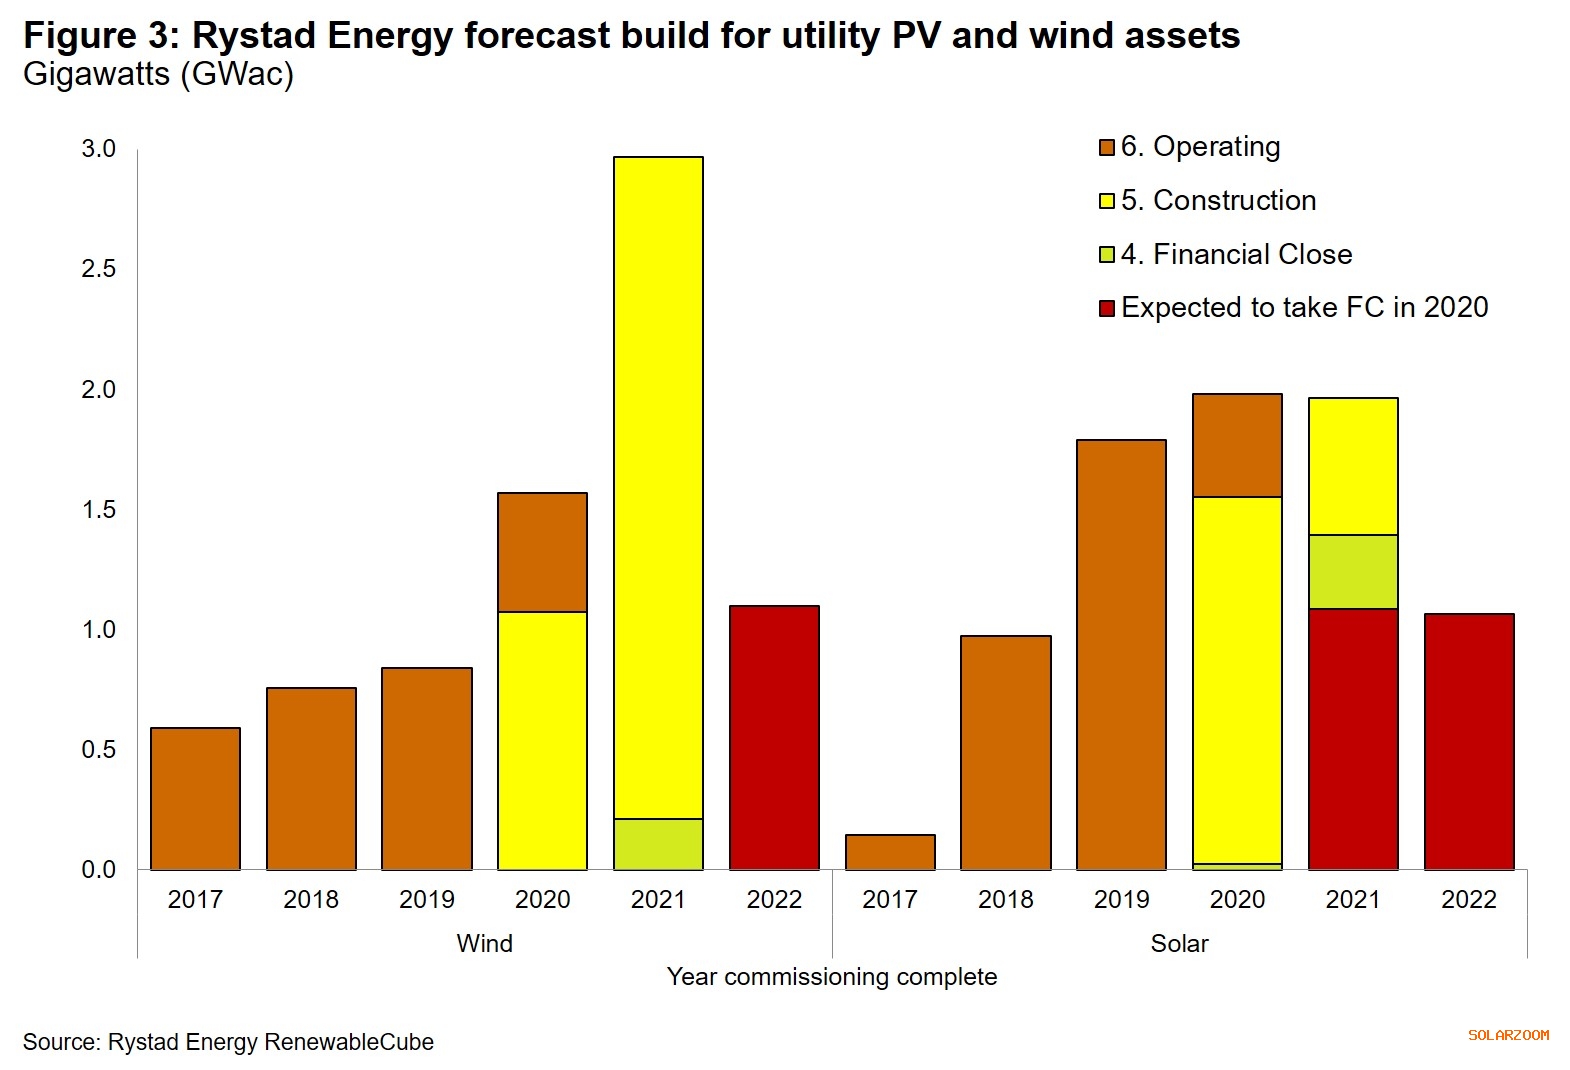 Figure 3: Rystad Energy forecast build for utility PV and wind assets
Gigawatts (GWac)
6. Operating
5. Construction
4. Financial Close
Expected to take FC in 2020
3.0
2.5
2.0
1.5
1.0
0.5
0.0
2017 2018 2019 2020 2021 2022 2017 2018 2019 2020 2021 2022
Wind Solar
Year commissioning complete
Source: Rystad Energy RenewableCube
SOLARZOOM